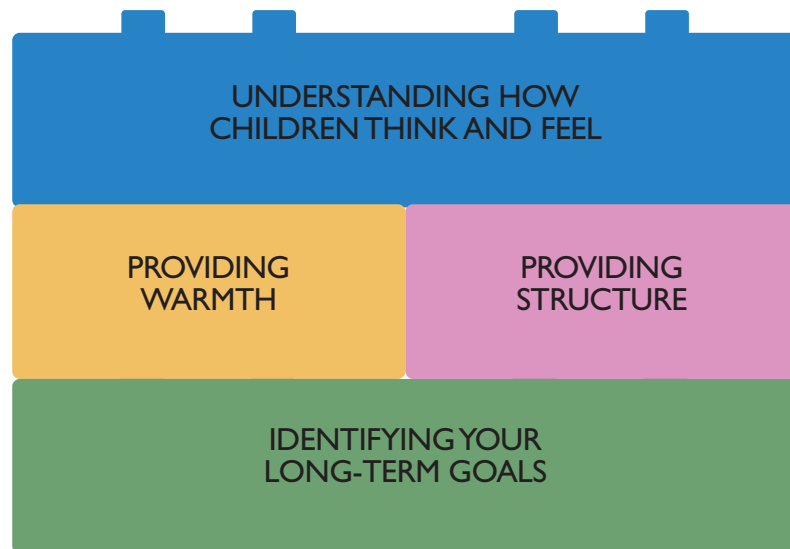 UNDERSTANDING HOW
CHILDREN THINK AND FEEL
PROVIDING
WARMTH
PROVIDING
STRUCTURE
IDENTIFYING YOUR
LONG-TERM GOALS